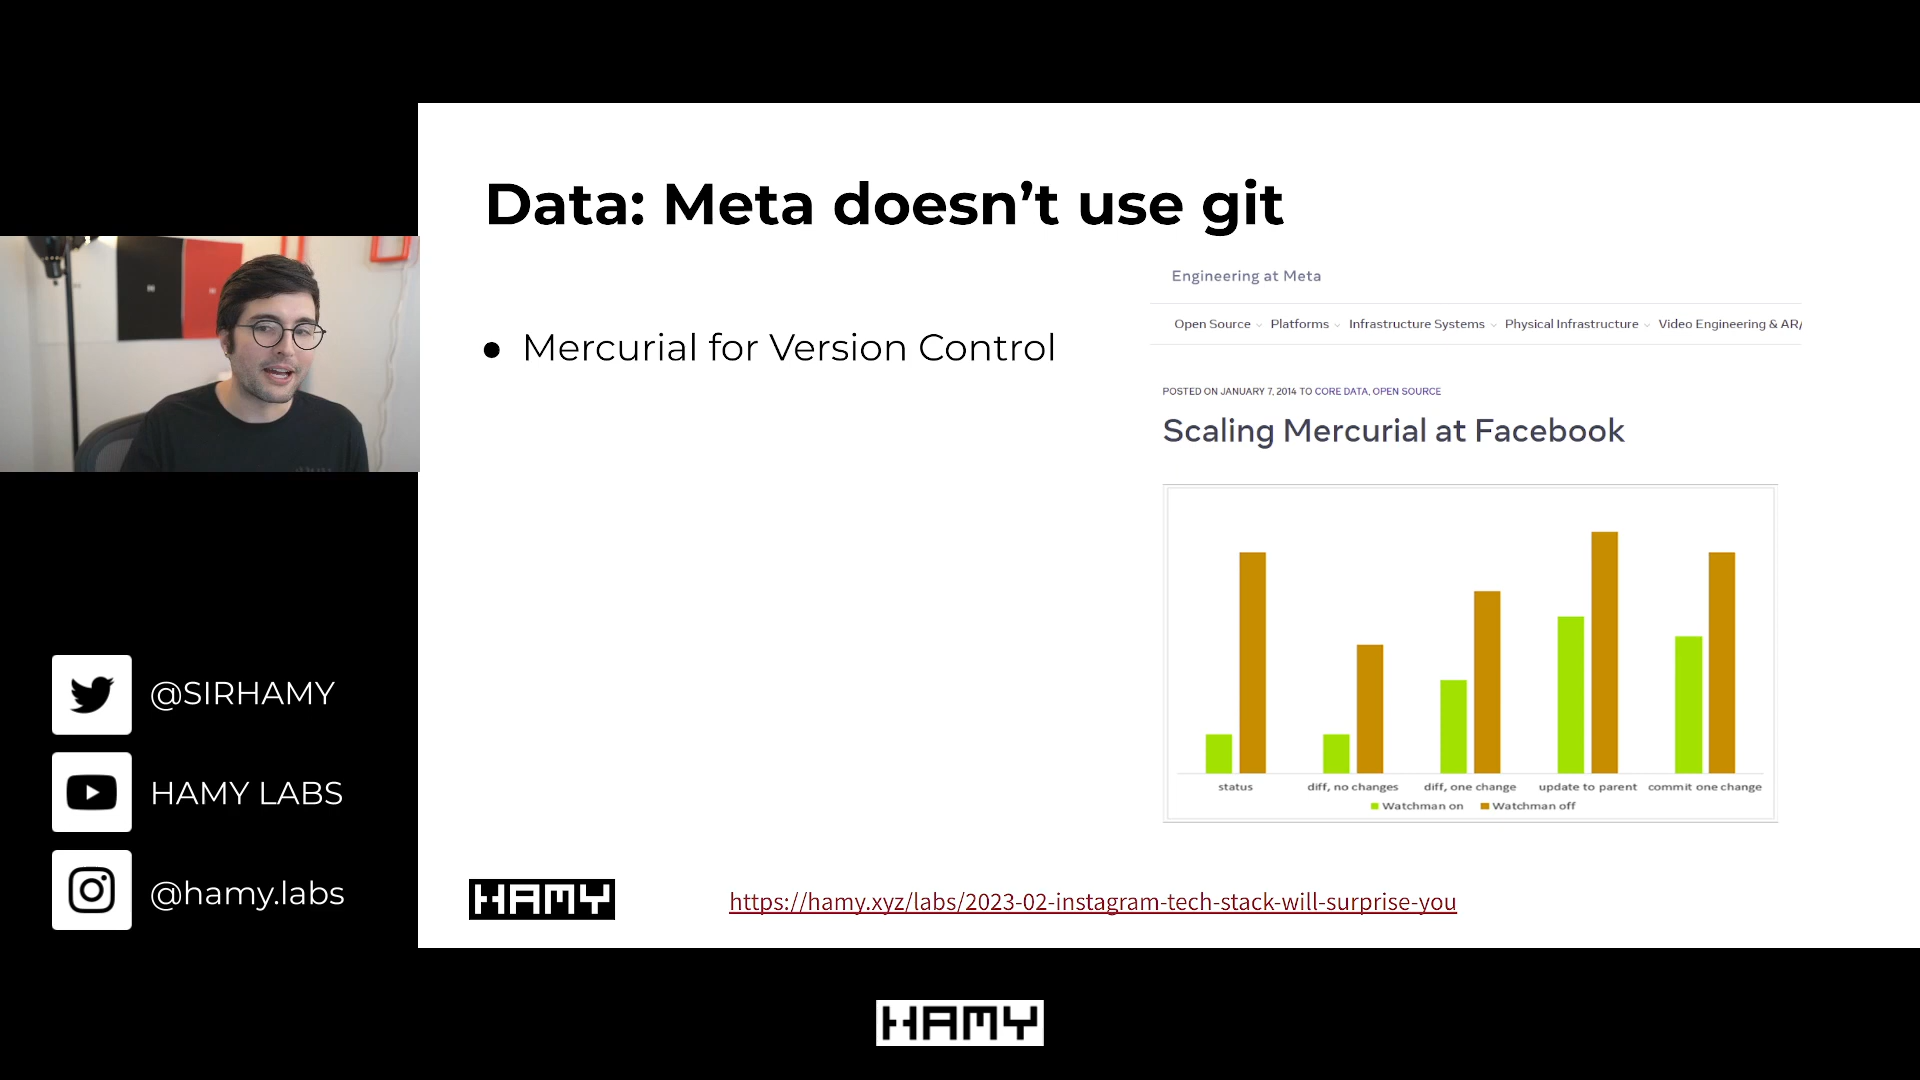 Data: Meta doesn’t use git
● Mercurial for Version Control
Engineering at Meta
Open Source Platforms Infrastructure Systems Physical Infrastructure Video Engineering & AR/
POSTED ON JANUARY 7, 2014 TO CORE DATA, OPEN SOURCE
Scaling Mercurial at Facebook
status diff, no changes diff, one change update to parent commit one change
Watchman on Watchman off
@SIRHAMY
HAMY LABS
@hamy.labs
HAMY
https://hamy.xyz/labs/2023-02-instagram-tech-stack-will-surprise-you
HAMY